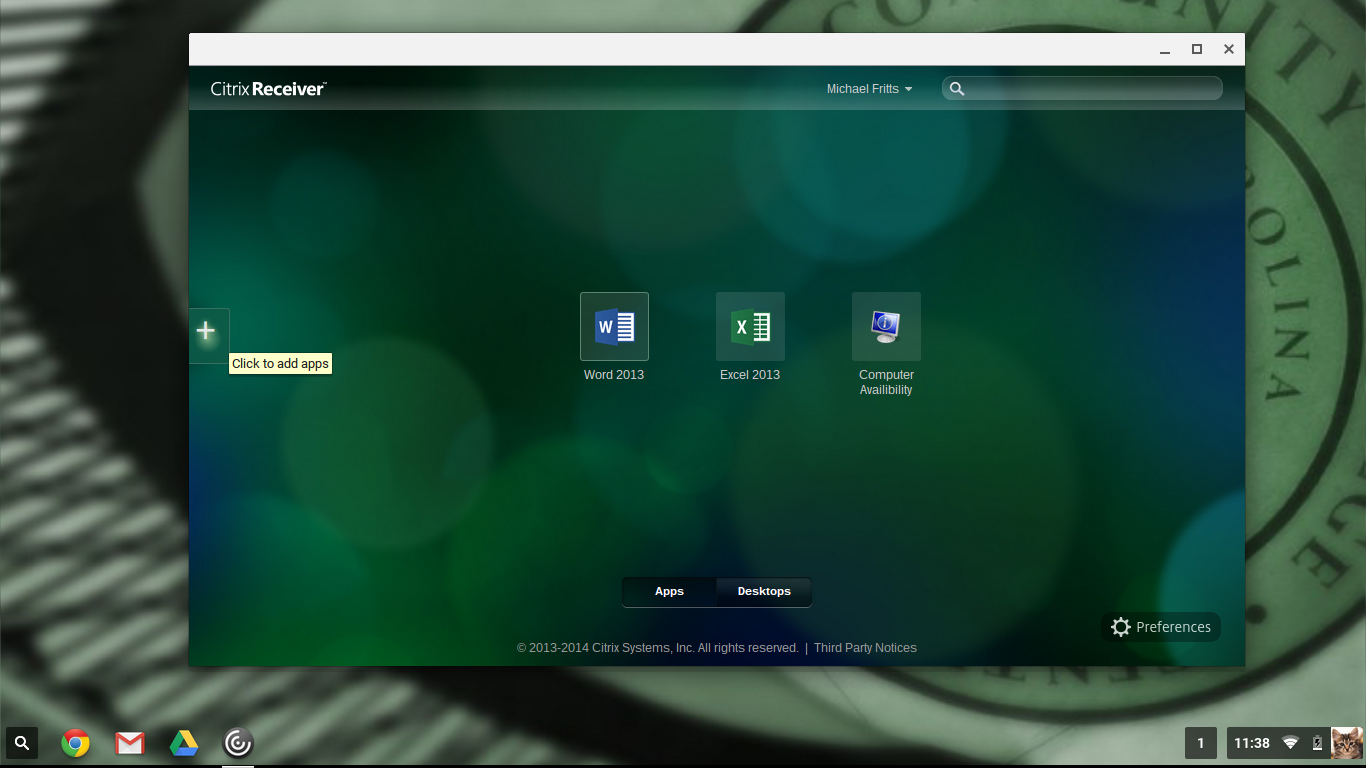 Citrix Receiver™
Michael Fritts
Click to add apps
W
X
i
Word 2013
Excel 2013
Computer
Availibility
Apps
Desktops
Preferences
© 2013-2014 Citrix Systems, Inc. All rights reserved. | Third Party Notices
1
11:38